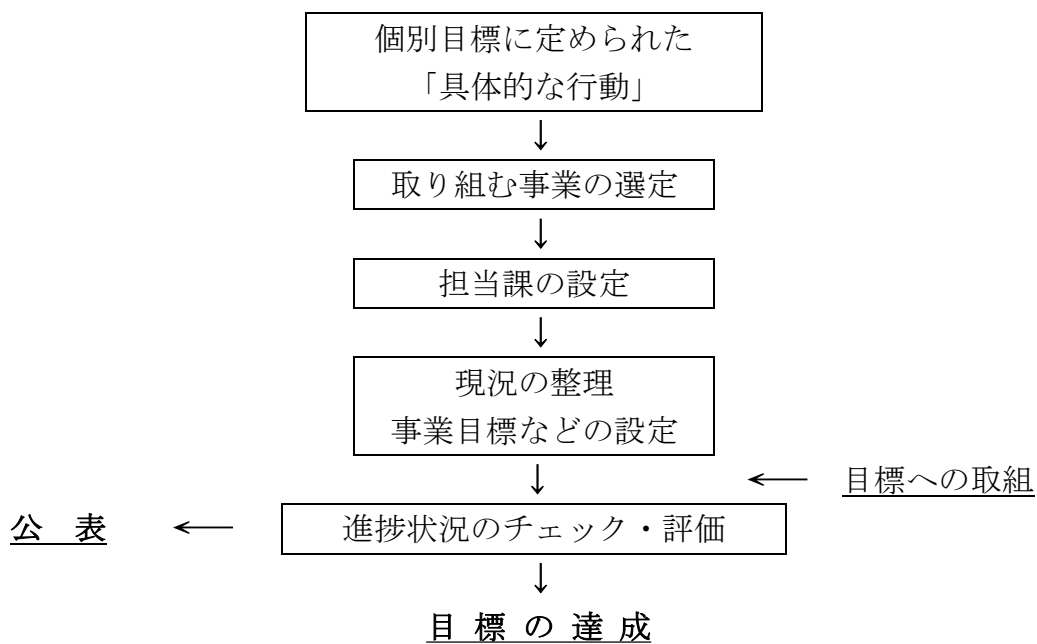 個別目標に定められた
「具体的な行動」
↓
取り組む事業の選定
↓
担当課の設定
↓
現況の整理
事業目標などの設定
↓
← 目標への取組
公 表 ← 進捗状況のチェック・評価
↓
目 標 の 達 成